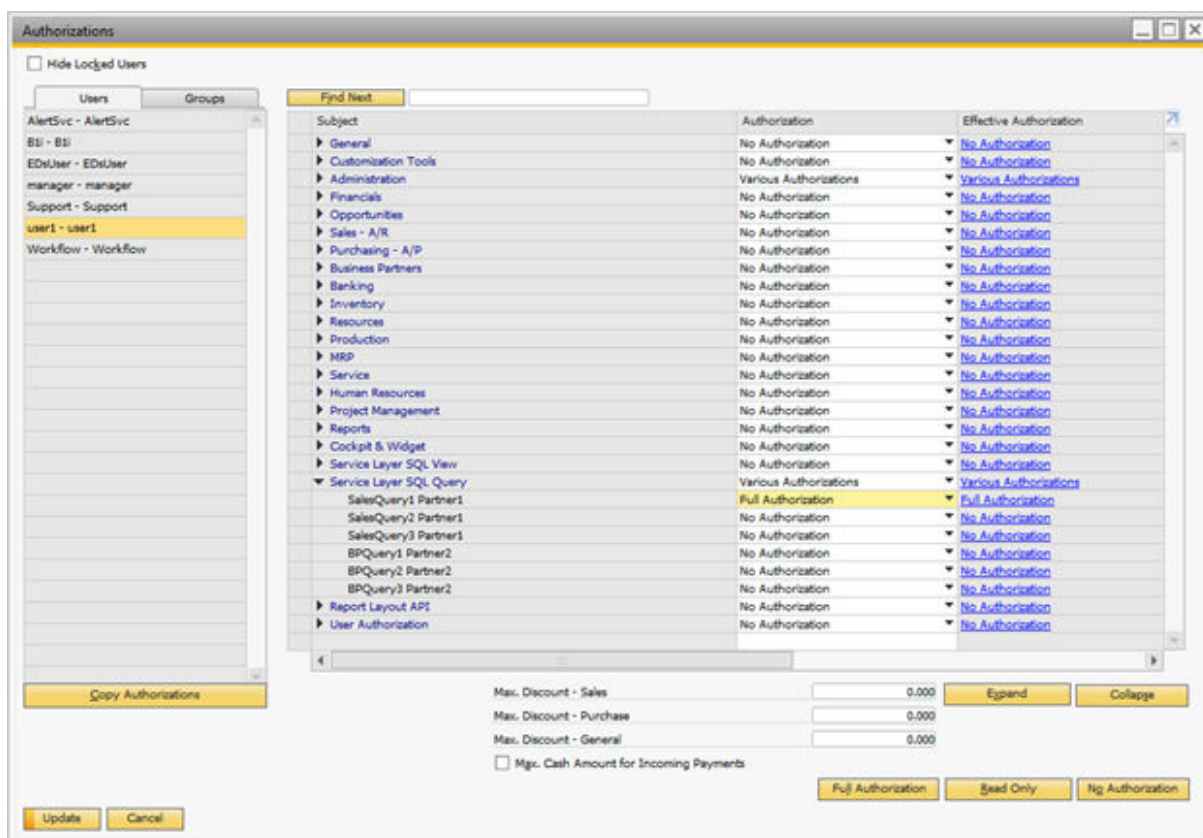 Authorizations
Hide Locked Users
Users Groups
Find Next
AlertSvc - AlertSvc
B1i - B1i
EDsUser - EDsUser
manager - manager
Support - Support
user1 - user1
Workflow - Workflow
Copy Authorizations
Subject Authorization Effective Authorization
General No Authorization No Authorization
Customization Tools No Authorization No Authorization
Administration Various Authorizations Various Authorizations
Financials No Authorization No Authorization
Opportunities No Authorization No Authorization
Sales - A/R No Authorization No Authorization
Purchasing - A/P No Authorization No Authorization
Business Partners No Authorization No Authorization
Banking No Authorization No Authorization
Inventory No Authorization No Authorization
Resources No Authorization No Authorization
Production No Authorization No Authorization
MRP No Authorization No Authorization
Service No Authorization No Authorization
Human Resources No Authorization No Authorization
Project Management No Authorization No Authorization
Reports No Authorization No Authorization
Cockpit & Widget No Authorization No Authorization
Service Layer SQL View No Authorization No Authorization
Service Layer SQL Query Various Authorizations Various Authorizations
SalesQuery1 Partner1 Full Authorization Full Authorization
SalesQuery2 Partner1 No Authorization No Authorization
SalesQuery3 Partner1 No Authorization No Authorization
BPQuery1 Partner2 No Authorization No Authorization
BPQuery2 Partner2 No Authorization No Authorization
BPQuery3 Partner2 No Authorization No Authorization
Report Layout API No Authorization No Authorization
User Authorization No Authorization No Authorization
Max. Discount - Sales 0.000 Expand Collapse
Max. Discount - Purchase 0.000
Max. Discount - General 0.000
Max. Cash Amount for Incoming Payments
Full Authorization Read Only No Authorization
Update Cancel